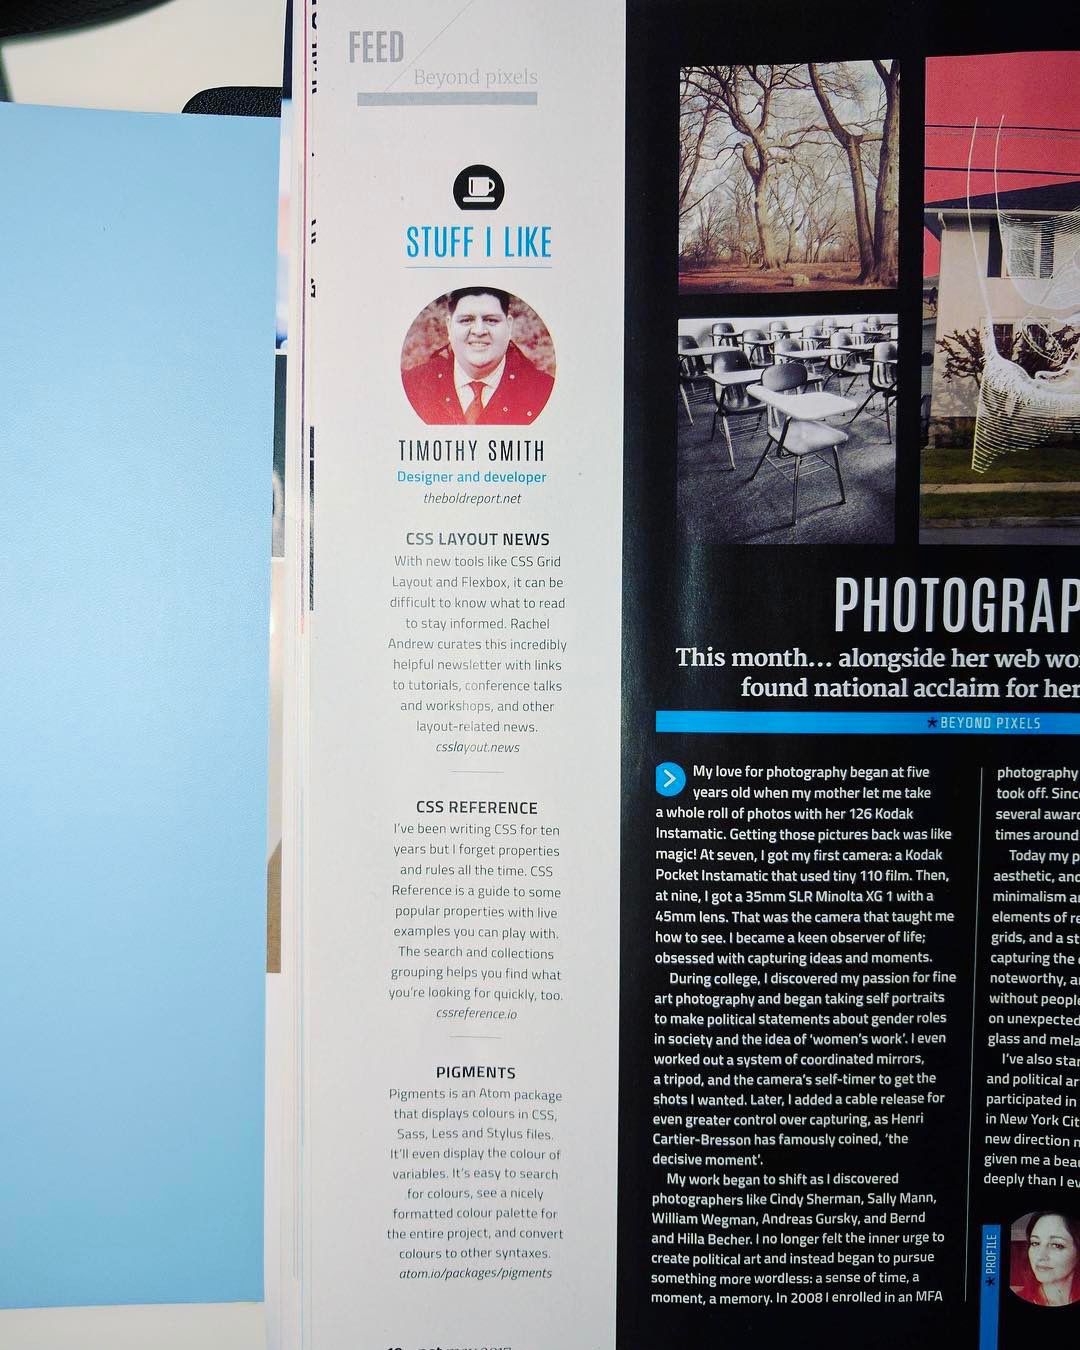 FEED
Beyond pixels
STUFF I LIKE
TIMOTHY SMITH
Designer and developer
theboldreport.net
CSS LAYOUT NEWS
With new tools like CSS Grid
Layout and Flexbox, it can be
difficult to know what to read
to stay informed. Rachel
Andrew curates this incredibly
helpful newsletter with links
to tutorials, conference talks
and workshops, and other
layout-related news.
csslayout.news
CSS REFERENCE
I've been writing CSS for ten
years but I forget properties
and rules all the time. CSS
Reference is a guide to some
popular properties with live
examples you can play with.
The search and collections
grouping helps you find what
you're looking for quickly, too.
cssreference.io
PIGMENTS
Pigments is an Atom package
that displays colours in CSS,
Sass, Less and Stylus files.
It'll even display the colour of
variables. It's easy to search
for colours, see a nicely
formatted colour palette for
the entire project, and convert
colours to other syntaxes.
atom.io/packages/pigments
PHOTOGRAP
This month... alongside her web wo
found national acclaim for her
*BEYOND PIXELS
My love for photography began at five
years old when my mother let me take
a whole roll of photos with her 126 Kodak
Instamatic. Getting those pictures back was like
magic! At seven, I got my first camera: a Kodak
Pocket Instamatic that used tiny 110 film. Then,
at nine, I got a 35mm SLR Minolta XG 1 with a
45mm lens. That was the camera that taught me
how to see. I became a keen observer of life;
obsessed with capturing ideas and moments.
During college, I discovered my passion for fine
art photography and began taking self portraits
to make political statements about gender roles
in society and the idea of 'women's work'. I even
worked out a system of coordinated mirrors,
a tripod, and the camera's self-timer to get the
shots I wanted. Later, I added a cable release for
even greater control over capturing, as Henri
Cartier-Bresson has famously coined, 'the
decisive moment'.
My work began to shift as I discovered
photographers like Cindy Sherman, Sally Mann,
William Wegman, Andreas Gursky, and Bernd
and Hilla Becher. I no longer felt the inner urge to
create political art and instead began to pursue
something more wordless: a sense of time, a
moment, a memory. In 2008 I enrolled in an MFA
photography
took off. Since
several award
times around
Today my p
aesthetic, and
minimalism a
elements of re
grids, and a st
capturing the
noteworthy, a
without people
on unexpected
glass and mela
I've also star
and political ar
participated in
in New York Cit
new direction
given me a bea
deeply than I ev
* PROFILE